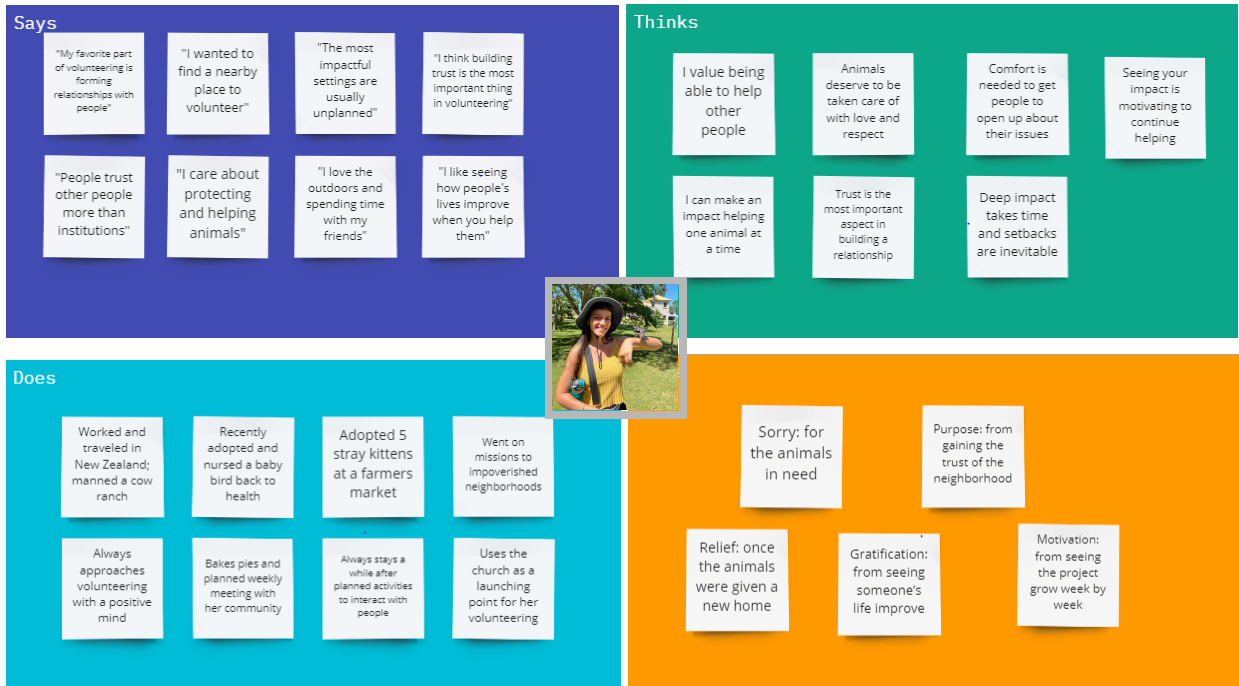 Says
"My favorite part
of volunteering is
forming
relationships with
people"
"I wanted to
find a nearby
place to
volunteer"
"The most
impactful
settings are
usually
unplanned"
"I think building
trust is the most
important thing
in volunteering"
"People trust
other people
more than
institutions"
"I care about
protecting
and helping
animals"
"I love the
outdoors and
spending time
with my
friends"
"I like seeing
how people's
lives improve
when you help
them"
Thinks
I value being
able to help
other
people
Animals
deserve to be
taken care of
with love and
respect
Comfort is
needed to get
people to
open up about
their issues
Seeing your
impact is
motivating to
continue
helping
I can make an
impact helping
one animal at
a time
Trust is the
most important
aspect in
building a
relationship
Deep impact
takes time
and setbacks
are inevitable
Does
Worked and
traveled in
New Zealand;
manned a cow
ranch
Recently
adopted and
nursed a baby
bird back to
health
Adopted 5
stray kittens
at a farmers
market
Went on
missions to
impoverished
neighborhoods
Always
approaches
volunteering
with a positive
mind
Bakes pies and
planned weekly
meeting with
her community
Always stays a
while after
planned activities
to interact with
people
Uses the
church as a
launching
point for her
volunteering
Sorry: for
the animals
in need
Purpose: from
gaining the
trust of the
neighborhood
Relief: once
the animals
were given a
new home
Gratification:
from seeing
someone's
life improve
Motivation:
from seeing
the project
grow week by
week